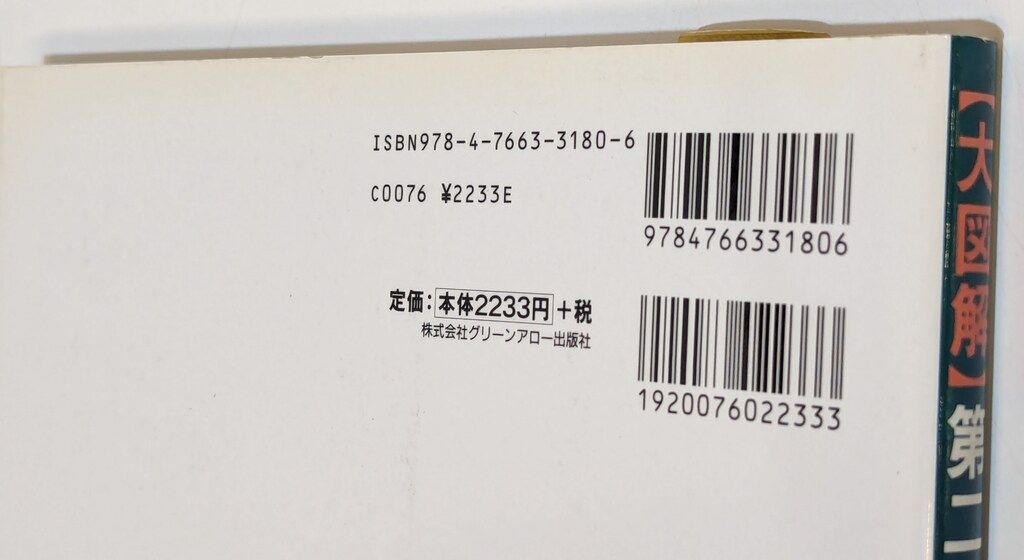 ISBN978-4-7663-3180-6
C0076 ¥2233E
9784766331806
定価：本体2233円＋税
株式会社グリーンアロー出版社
1920076022333
【大図解】第二